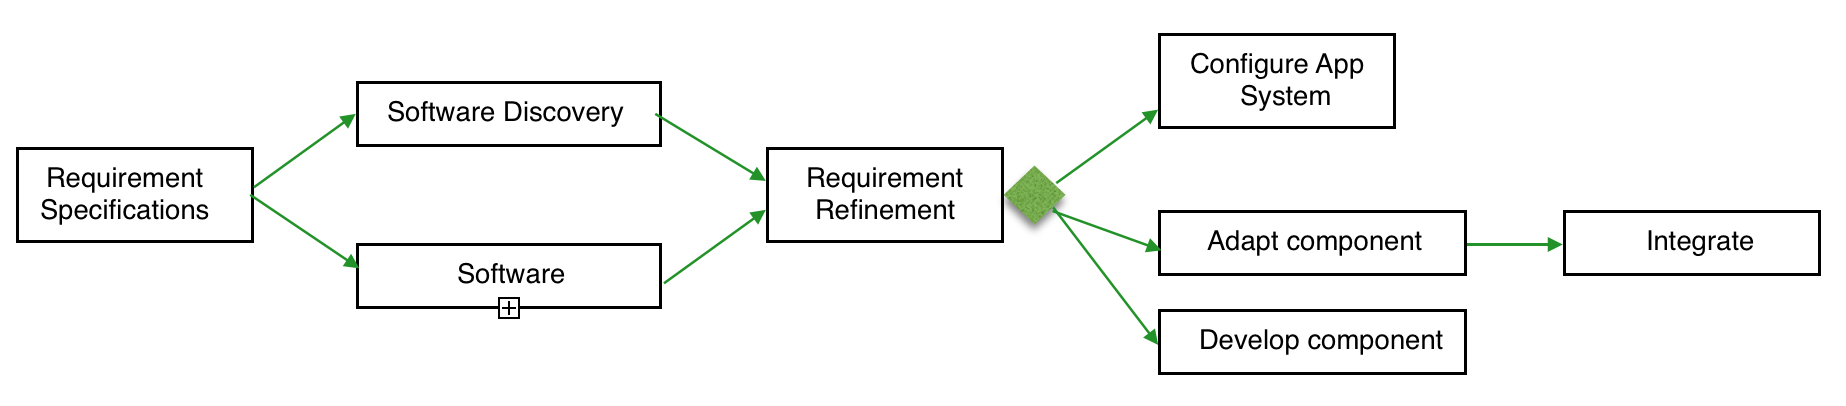 Requirement
Specifications
Software Discovery
Software
Requirement
Refinement
Configure App
System
Adapt component
Integrate
Develop component